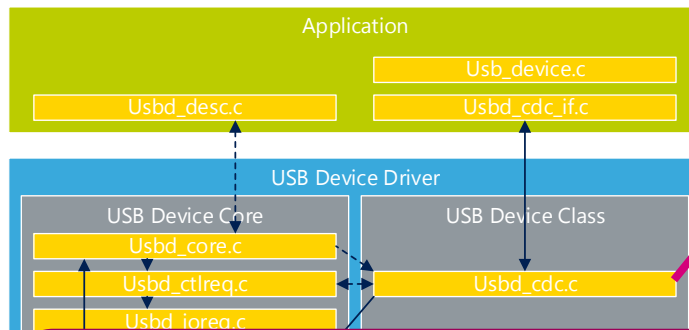 Application
Usb_device.c
Usbd_desc.c
Usbd_cdc_if.c
USB Device Driver
USB Device Core
USB Device Class
Usbd_core.c
Usbd_ctlreq.c
Usbd_cdc.c
Usbd_ioreq.c